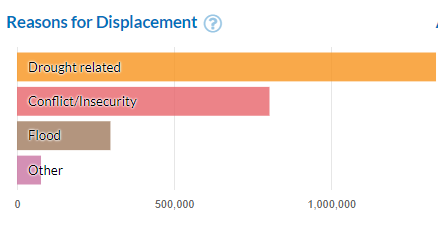 Reasons for Displacement ?
Drought related
Conflict/Insecurity
Flood
Other
0 500,000 1,000,000